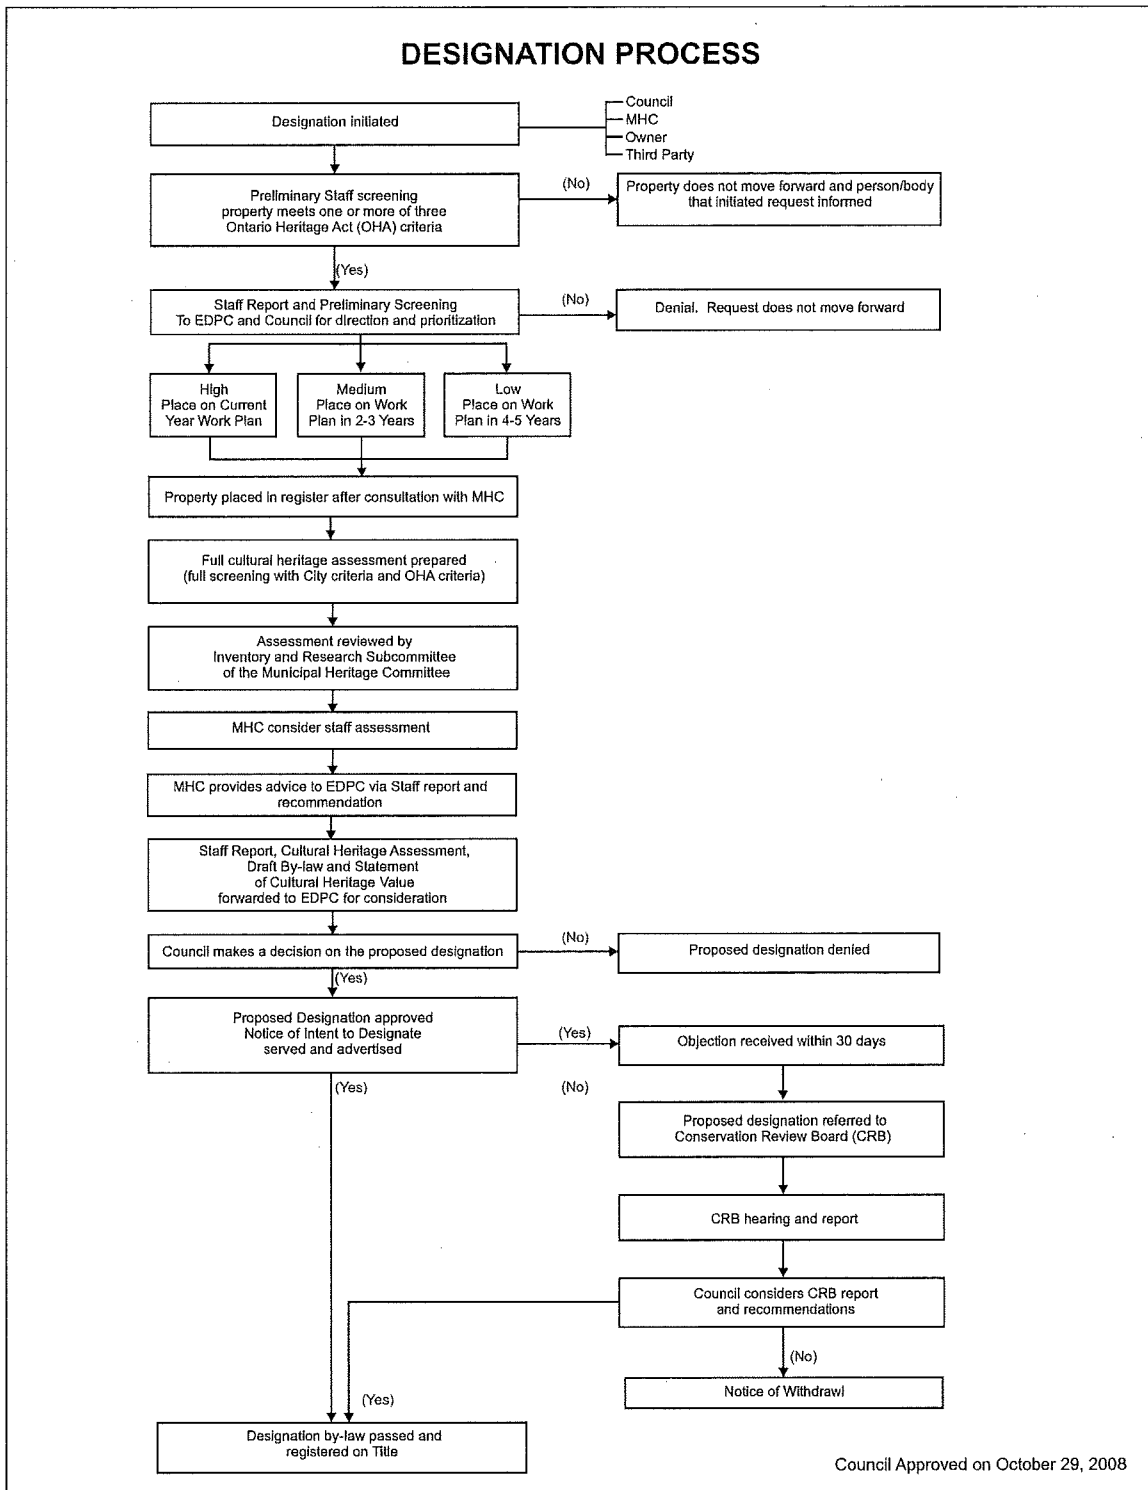 DESIGNATION PROCESS
Designation initiated
Council
MHC
Owner
Third Party
Preliminary Staff screening
property meets one or more of three
Ontario Heritage Act (OHA) criteria
(No)
Property does not move forward and person/body
that initiated request informed
(Yes)
Staff Report and Preliminary Screening
To EDPC and Council for direction and prioritization
(No)
Denial. Request does not move forward
High
Place on Current
Year Work Plan
Medium
Place on Work
Plan in 2-3 Years
Low
Place on Work
Plan in 4-5 Years
Property placed in register after consultation with MHC
Full cultural heritage assessment prepared
(full screening with City criteria and OHA criteria)
Assessment reviewed by
Inventory and Research Subcommittee
of the Municipal Heritage Committee
MHC consider staff assessment
MHC provides advice to EDPC via Staff report and
recommendation
Staff Report, Cultural Heritage Assessment,
Draft By-law and Statement
of Cultural Heritage Value
forwarded to EDPC for consideration
Council makes a decision on the proposed designation
(No)
Proposed designation denied
(Yes)
Proposed Designation approved
Notice of Intent to Designate
served and advertised
(Yes)
Objection received within 30 days
(Yes)
(No)
Proposed designation referred to
Conservation Review Board (CRB)
CRB hearing and report
Council considers CRB report
and recommendations
(No)
Notice of Withdrawl
(Yes)
Designation by-law passed and
registered on Title
Council Approved on October 29, 2008